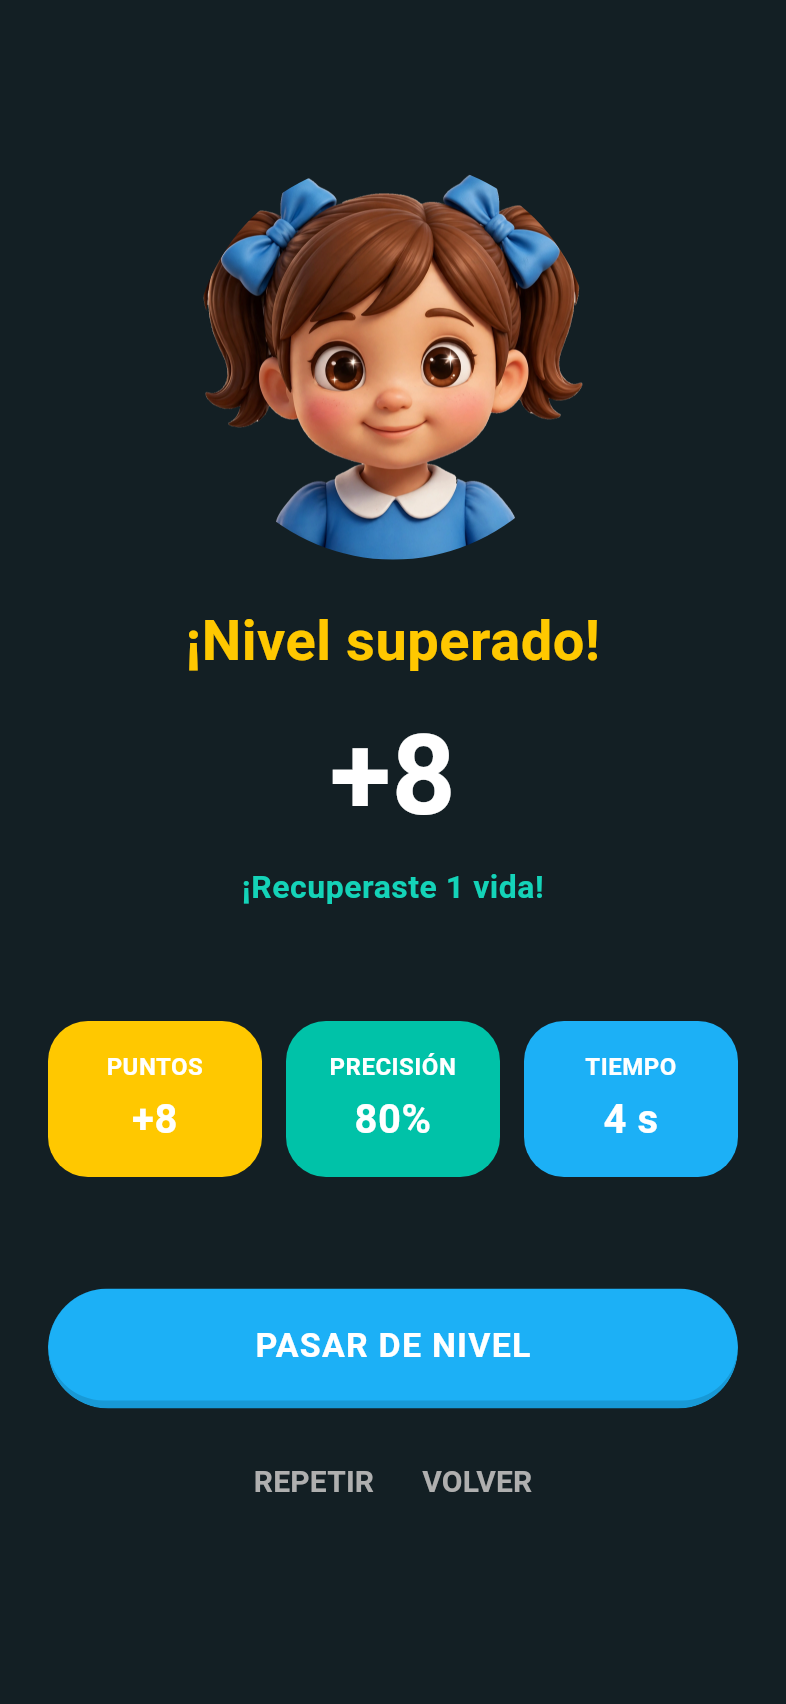 ¡Nivel superado!
+8
¡Recuperaste 1 vida!
PUNTOS PRECISIÓN TIEMPO
+8 80% 4 s
PASAR DE NIVEL
REPETIR VOLVER